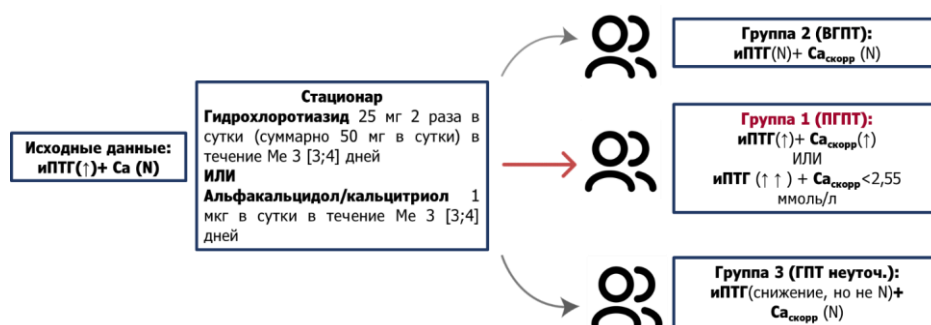 Исходные данные:
иПТГ(↑)+ Ca (N)
Стационар
Гидрохлоротиазид 25 мг 2 раза в
сутки (суммарно 50 мг в сутки) в
течение Ме 3 [3;4] дней
ИЛИ
Альфакальцидол/кальцитриол 1
мкг в сутки в течение Ме 3 [3;4]
дней
Группа 2 (ВГПТ):
иПТГ(N)+ Caскорр (N)
Группа 1 (ПГПТ):
иПТГ(↑)+ Caскорр(↑)
ИЛИ
иПТГ (↑ ↑ ) + Caскорр<2,55
ммоль/л
Группа 3 (ГПТ неуточ.):
иПТГ(снижение, но не N)+
Caскорр (N)